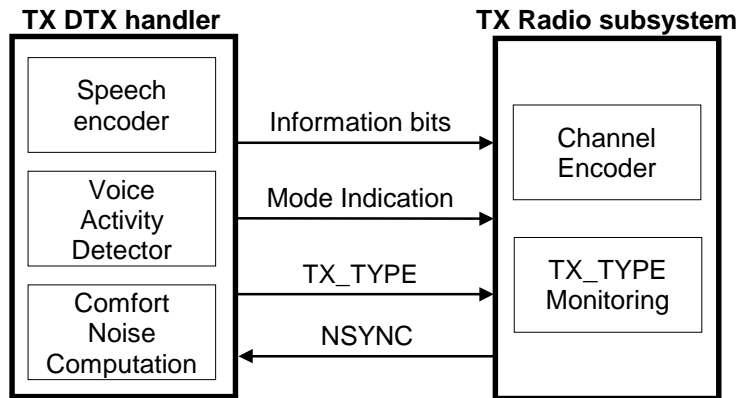 TX DTX handler
TX Radio subsystem
Speech
encoder
Voice
Activity
Detector
Comfort
Noise
Computation
Information bits
Mode Indication
TX_TYPE
NSYNC
Channel
Encoder
TX_TYPE
Monitoring